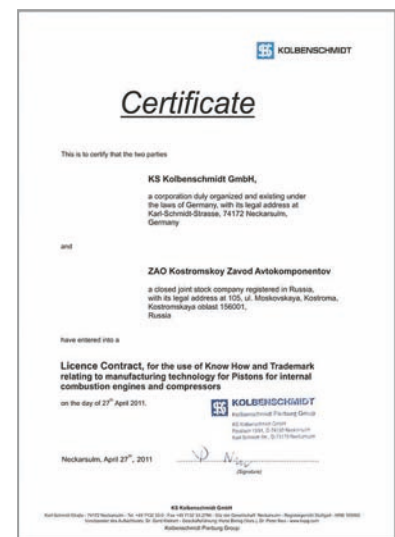 KOLBENSCHMIDT
Certificate
This is to certify that the two parties
KS Kolbenschmidt GmbH,
a corporation duly organized and existing under
the laws of Germany, with its legal address at
Karl-Schmidt-Strasse, 74172 Neckarsulm,
Germany
and
ZAO Kostromskoy Zavod Avtokomponentov
a closed joint stock company registered in Russia,
with its legal address at 105, ul. Moskovskaya, Kostroma,
Kostromskaya oblast 156001,
Russia
have entered into a
Licence Contract, for the use of Know How and Trademark
relating to manufacturing technology for Pistons for internal
combustion engines and compressors
on the day of 27th April 2011.
KOLBENSCHMIDT
Kolbenschmidt Pierburg Group
KS Kolbenschmidt GmbH
Neckarsulm, April 27th, 2011
(Signature)
KS Kolbenschmidt GmbH
Kolbenschmidt Pierburg Group